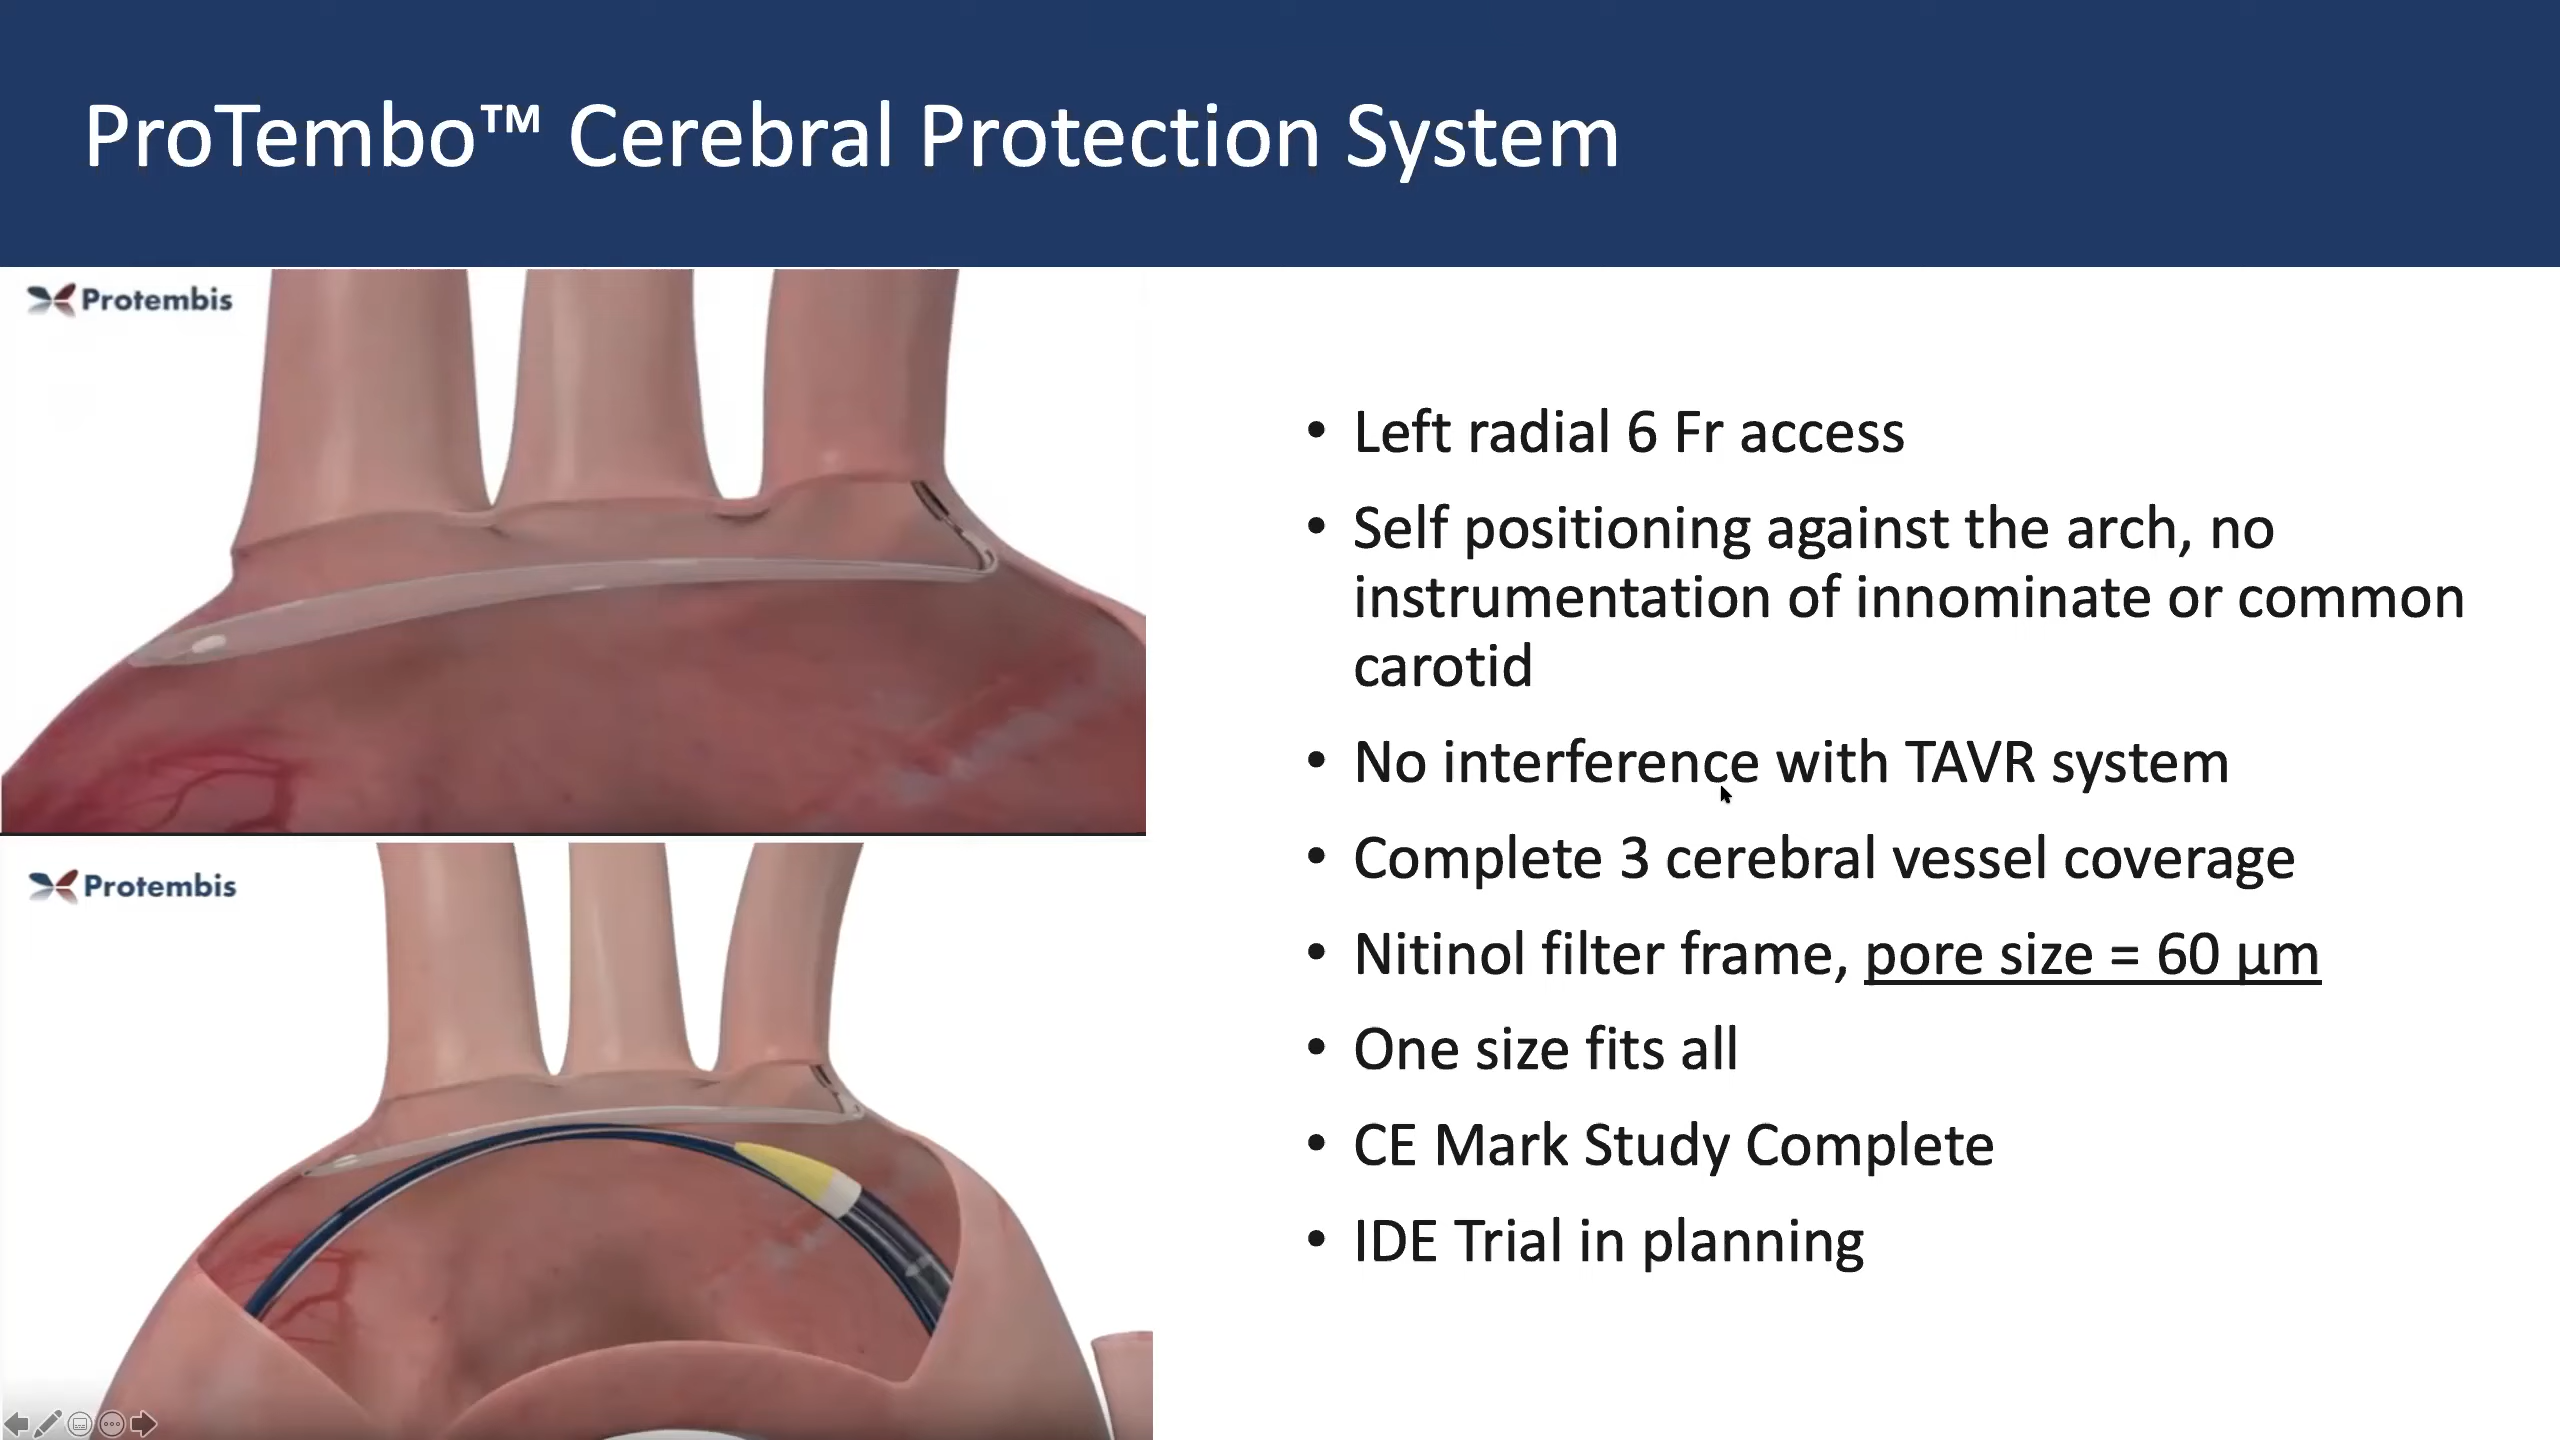 ProTembo™ Cerebral Protection System
Protembis
• Left radial 6 Fr access
• Self positioning against the arch, no
instrumentation of innominate or common
carotid
• No interference with TAVR system
• Complete 3 cerebral vessel coverage
Protembis
• Nitinol filter frame, pore size = 60 µm
• One size fits all
• CE Mark Study Complete
• IDE Trial in planning